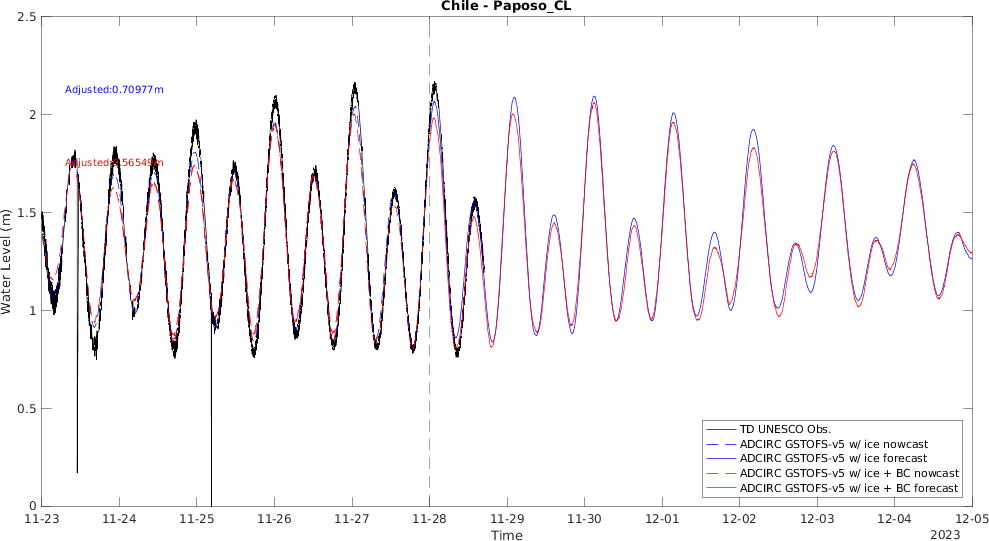 Chile - Paposo_CL
2.5
2
1.5
1
0.5
0
Water Level (m)
Adjusted:0.70977m
Adjusted:0.56549m
TD UNESCO Obs.
ADCIRC GSTOFS-v5 w/ ice nowcast
ADCIRC GSTOFS-v5 w/ ice forecast
ADCIRC GSTOFS-v5 w/ ice + BC nowcast
ADCIRC GSTOFS-v5 w/ ice + BC forecast
11-23 11-24 11-25 11-26 11-27 11-28 11-29 11-30 12-01 12-02 12-03 12-04 12-05
Time
2023